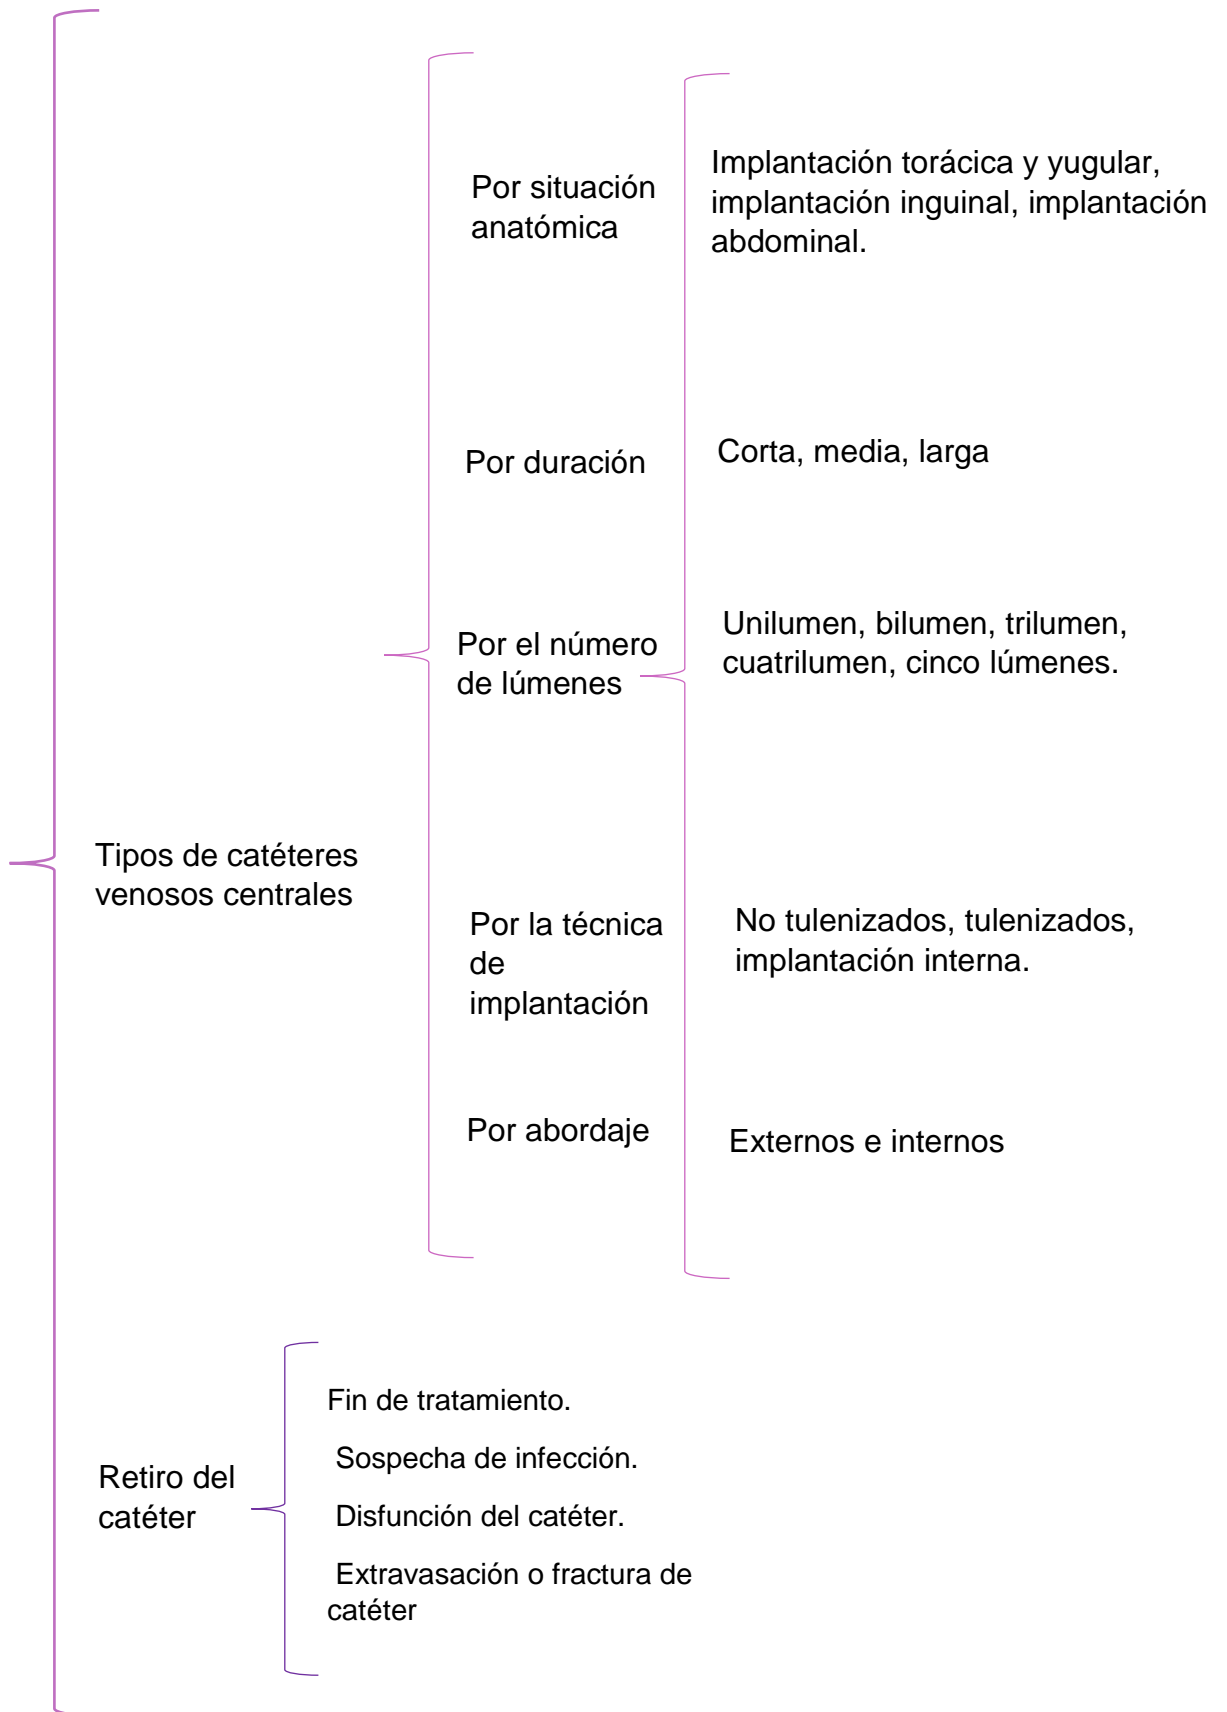 Tipos de catéteres
venosos centrales
Por situación
anatómica
Implantación torácica y yugular,
implantación inguinal, implantación
abdominal.
Por duración
Corta, media, larga
Por el número
de lúmenes
Unilumen, bilumen, trilumen,
cuatrilumen, cinco lúmenes.
Por la técnica
de
implantación
No tulenizados, tulenizados,
implantación interna.
Por abordaje
Externos e internos
Retiro del
catéter
Fin de tratamiento.
Sospecha de infección.
Disfunción del catéter.
Extravasación o fractura de
catéter